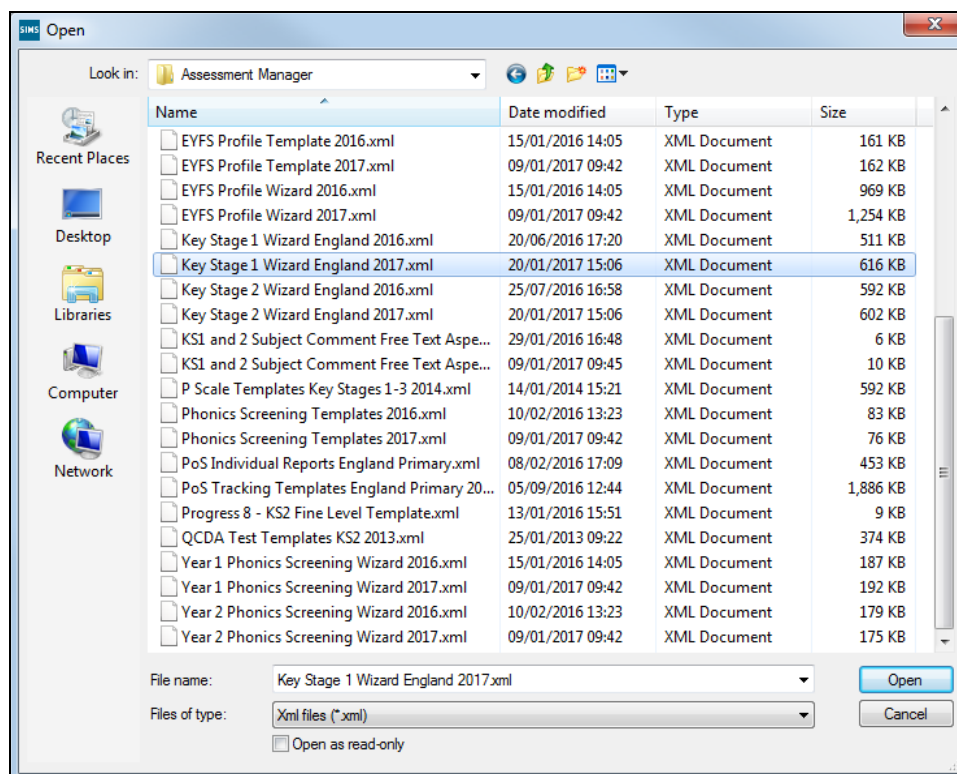 SIMS Open
Look in: Assessment Manager
Name Date modified Type Size
EYFS Profile Template 2016.xml 15/01/2016 14:05 XML Document 161 KB
EYFS Profile Template 2017.xml 09/01/2017 09:42 XML Document 162 KB
EYFS Profile Wizard 2016.xml 15/01/2016 14:05 XML Document 969 KB
EYFS Profile Wizard 2017.xml 09/01/2017 09:42 XML Document 1,254 KB
Key Stage 1 Wizard England 2016.xml 20/06/2016 17:20 XML Document 511 KB
Key Stage 1 Wizard England 2017.xml 20/01/2017 15:06 XML Document 616 KB
Key Stage 2 Wizard England 2016.xml 25/07/2016 16:58 XML Document 592 KB
Key Stage 2 Wizard England 2017.xml 20/01/2017 15:06 XML Document 602 KB
KS1 and 2 Subject Comment Free Text Aspe... 29/01/2016 16:48 XML Document 6 KB
KS1 and 2 Subject Comment Free Text Aspe... 09/01/2017 09:45 XML Document 10 KB
P Scale Templates Key Stages 1-3 2014.xml 14/01/2014 15:21 XML Document 592 KB
Phonics Screening Templates 2016.xml 10/02/2016 13:23 XML Document 83 KB
Phonics Screening Templates 2017.xml 09/01/2017 09:42 XML Document 76 KB
PoS Individual Reports England Primary.xml 08/02/2016 17:09 XML Document 453 KB
PoS Tracking Templates England Primary 20... 05/09/2016 12:44 XML Document 1,886 KB
Progress 8 - KS2 Fine Level Template.xml 13/01/2016 15:51 XML Document 9 KB
QCDA Test Templates KS2 2013.xml 25/01/2013 09:22 XML Document 374 KB
Year 1 Phonics Screening Wizard 2016.xml 15/01/2016 14:05 XML Document 187 KB
Year 1 Phonics Screening Wizard 2017.xml 09/01/2017 09:42 XML Document 192 KB
Year 2 Phonics Screening Wizard 2016.xml 10/02/2016 13:23 XML Document 179 KB
Year 2 Phonics Screening Wizard 2017.xml 09/01/2017 09:42 XML Document 175 KB
Recent Places
Desktop
Libraries
Computer
Network
File name: Key Stage 1 Wizard England 2017.xml Open
Files of type: Xml files (*.xml) Cancel
Open as read-only